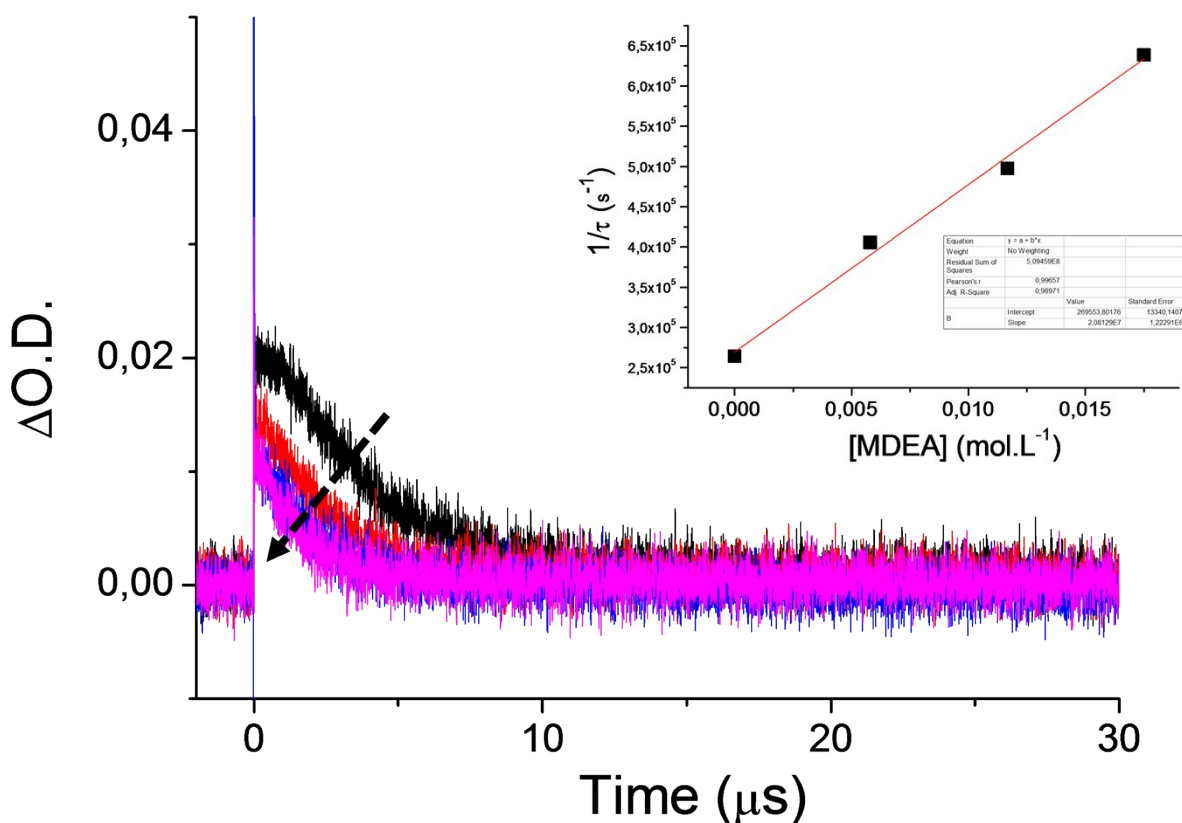 ΔO.D.
0,04
0,02
0,00
0
10
20
30
Time (μs)
1/τ (s⁻¹)
6,5x10⁵
6,0x10⁵
5,5x10⁵
5,0x10⁵
4,5x10⁵
4,0x10⁵
3,5x10⁵
3,0x10⁵
2,5x10⁵
0,000
0,005
0,010
0,015
[MDEA] (mol.L⁻¹)
Equation y = a + b*x
Weight No Weighting
Residual Sum of Squares 5,09459E8
Pearson's r 0,99657
Adj. R-Square 0,98971
Value Standard Error
B Intercept 269553,80176 13340,1407
Slope 2,08129E7 1,22291E6